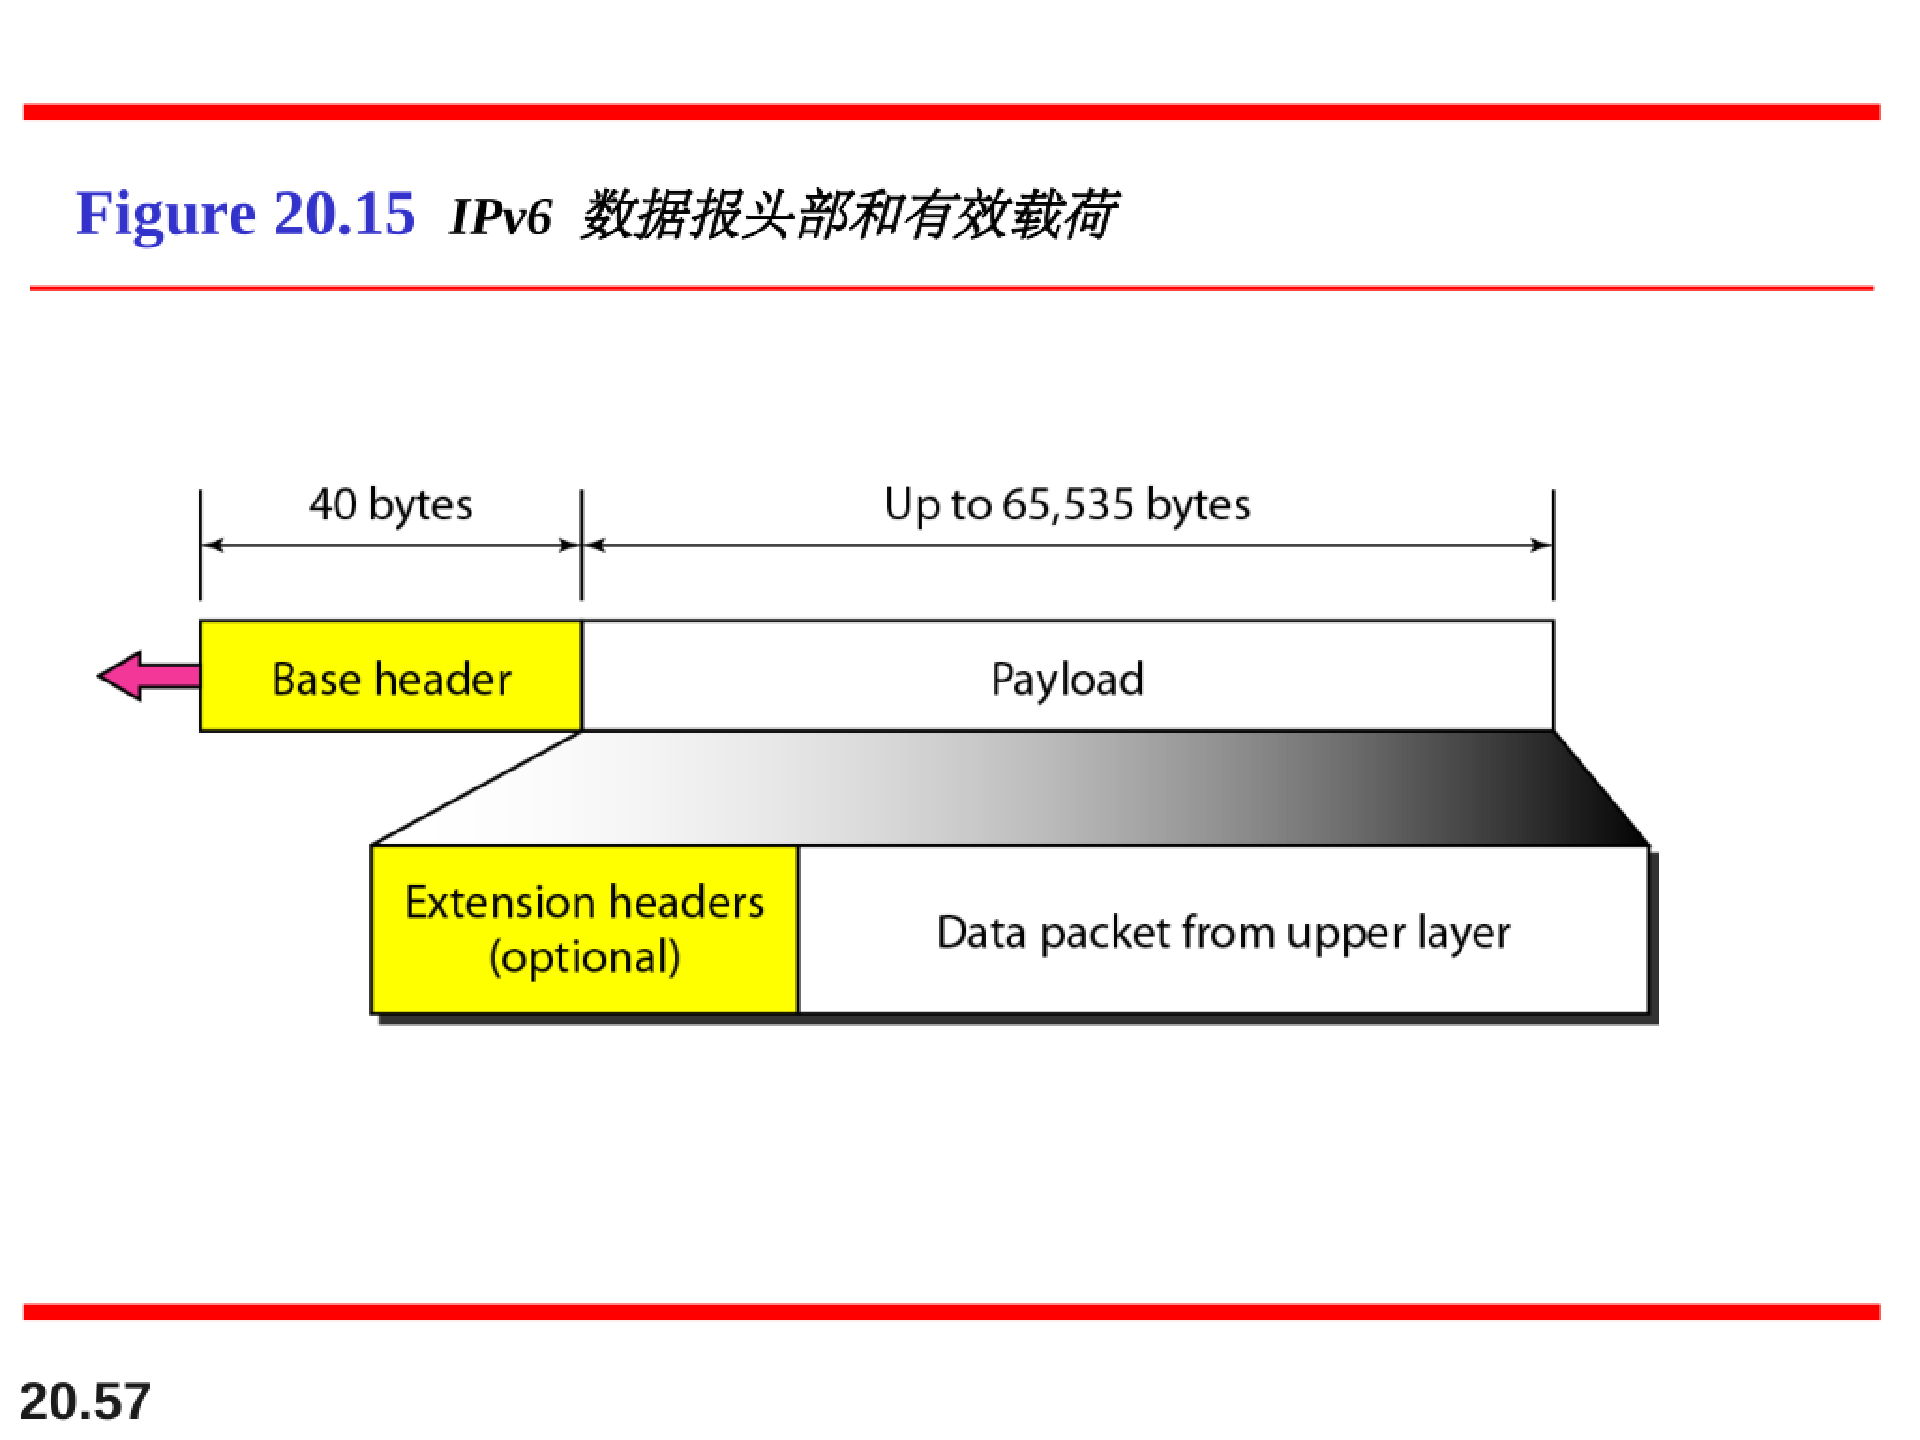 Figure 20.15 IPv6 数据报头部和有效载荷
40 bytes
Up to 65,535 bytes
Base header
Payload
Extension headers
(optional)
Data packet from upper layer
20.57